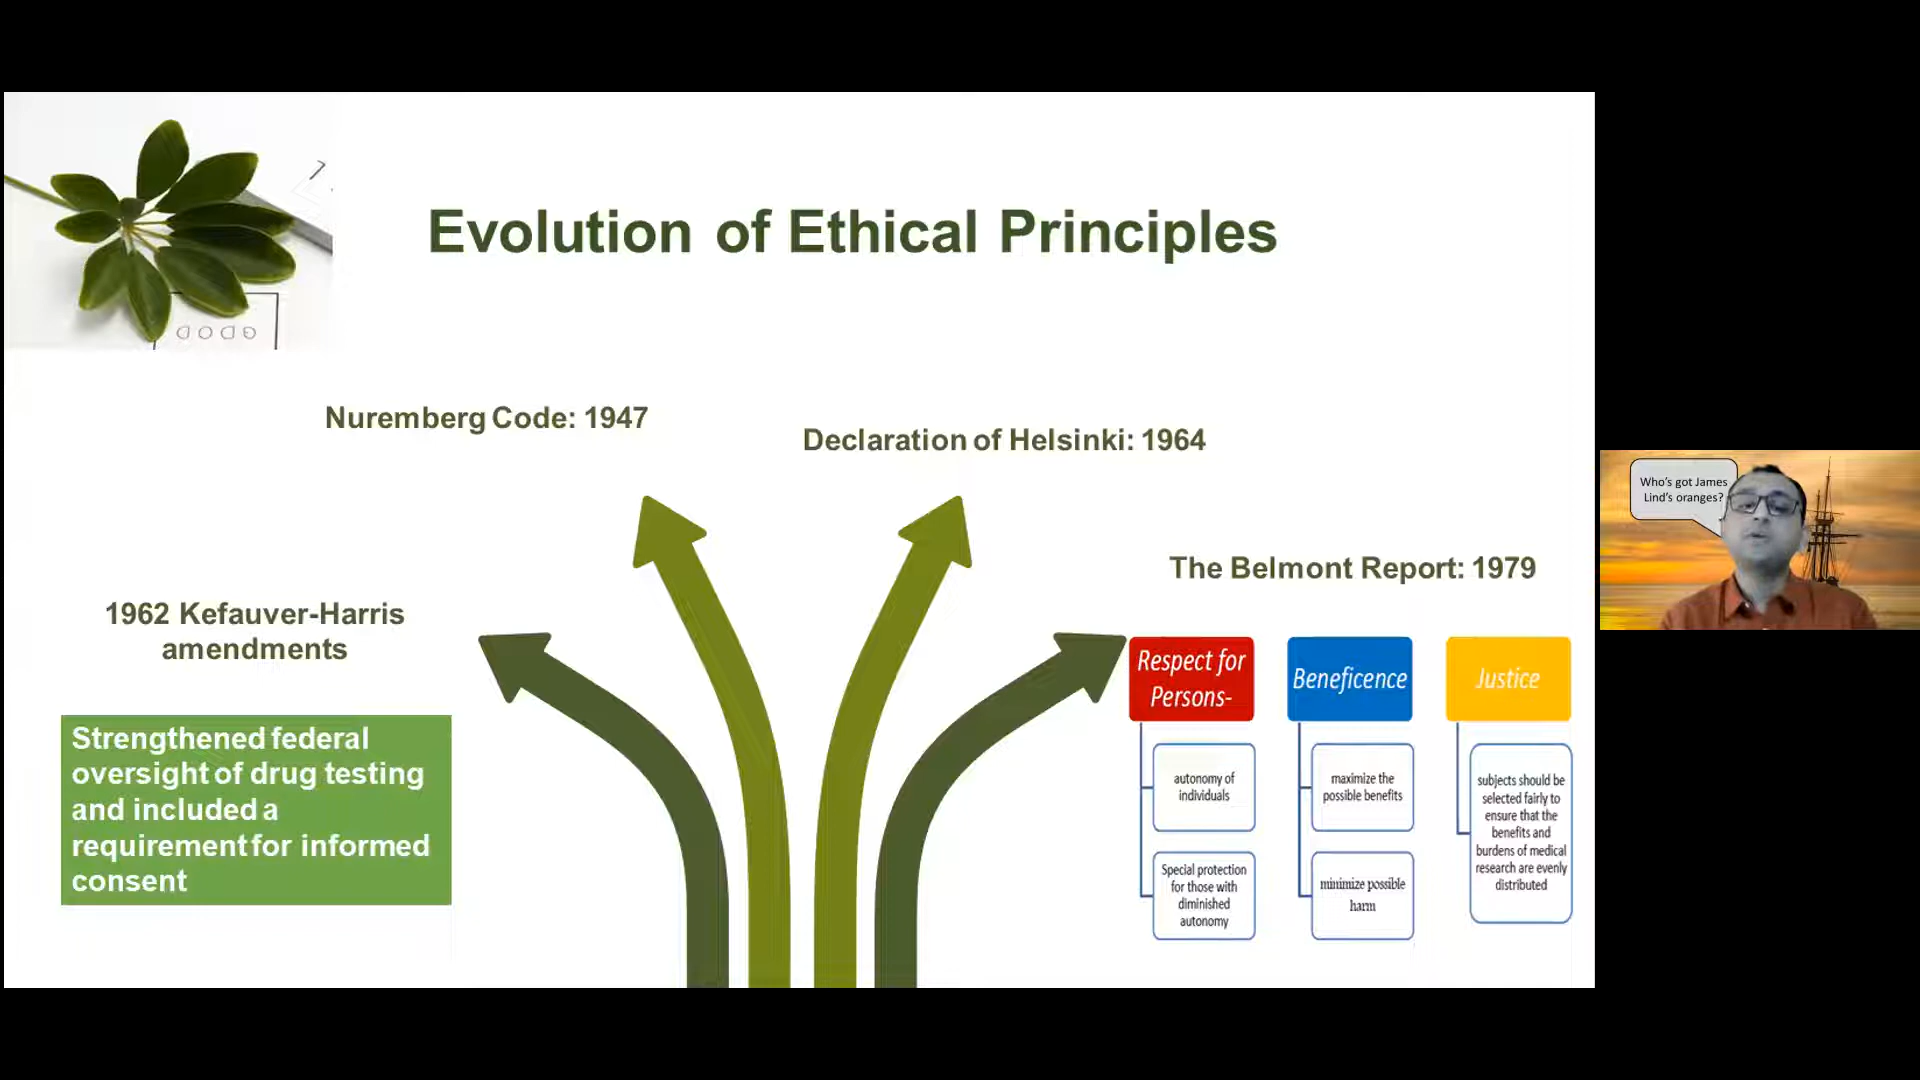 Evolution of Ethical Principles
Nuremberg Code: 1947
Declaration of Helsinki: 1964
The Belmont Report: 1979
1962 Kefauver-Harris
amendments
Strengthened federal
oversight of drug testing
and included a
requirement for informed
consent
Respect for
Persons-
autonomy of
individuals
Special protection
for those with
diminished
autonomy
Beneficence
maximize the
possible benefits
minimize possible
harm
Justice
subjects should be
selected fairly to
ensure that the
benefits and
burdens of medical
research are evenly
distributed
Who's got James
Lind's oranges?